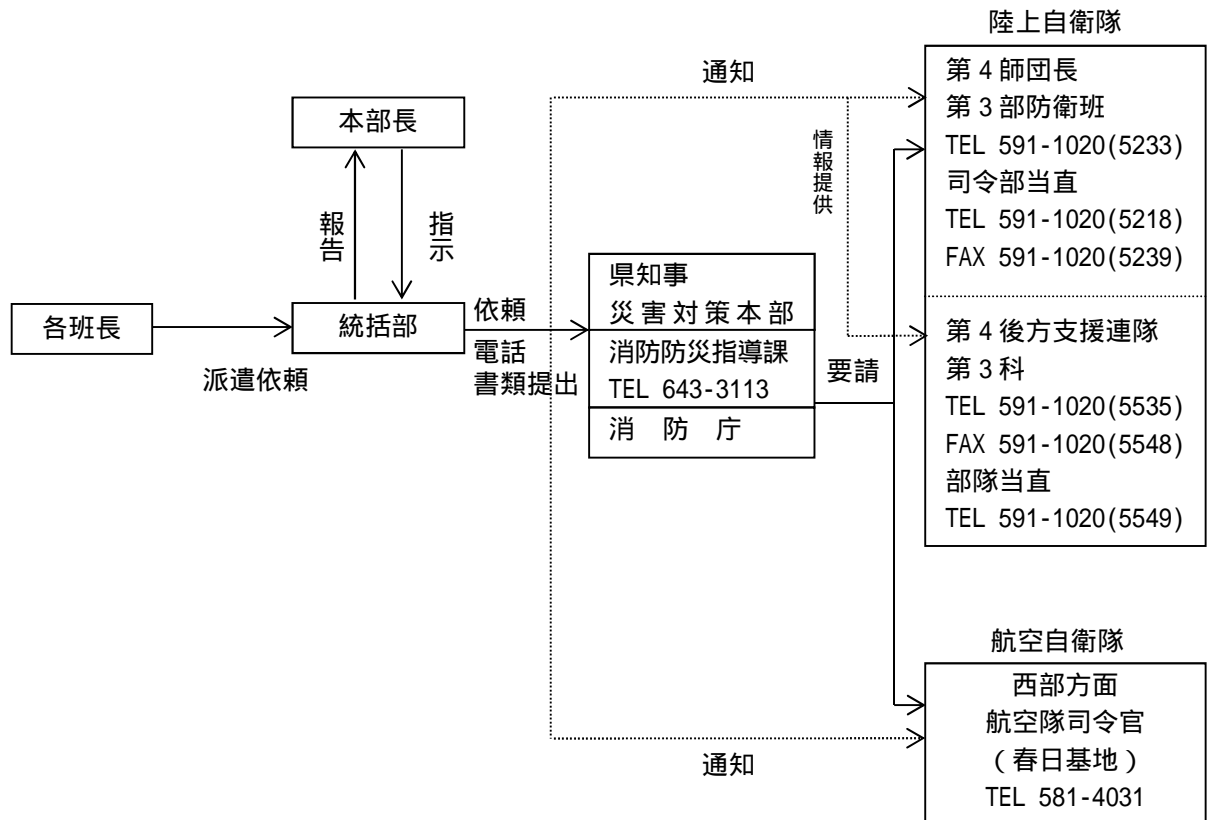 陸上自衛隊
通知
第４師団長
第３部防衛班
TEL 591-1020(5233)
司令部当直
TEL 591-1020(5218)
FAX 591-1020(5239)
本部長
情報提供
報告
指示
県知事
災害対策本部
消防防災指導課
TEL 643-3113
消　防　庁
各班長
統括部
依頼
電話
書類提出
派遣依頼
要請
第４後方支援連隊
第３科
TEL 591-1020(5535)
FAX 591-1020(5548)
部隊当直
TEL 591-1020(5549)
航空自衛隊
西部方面
航空隊司令官
（春日基地）
TEL 581-4031
通知